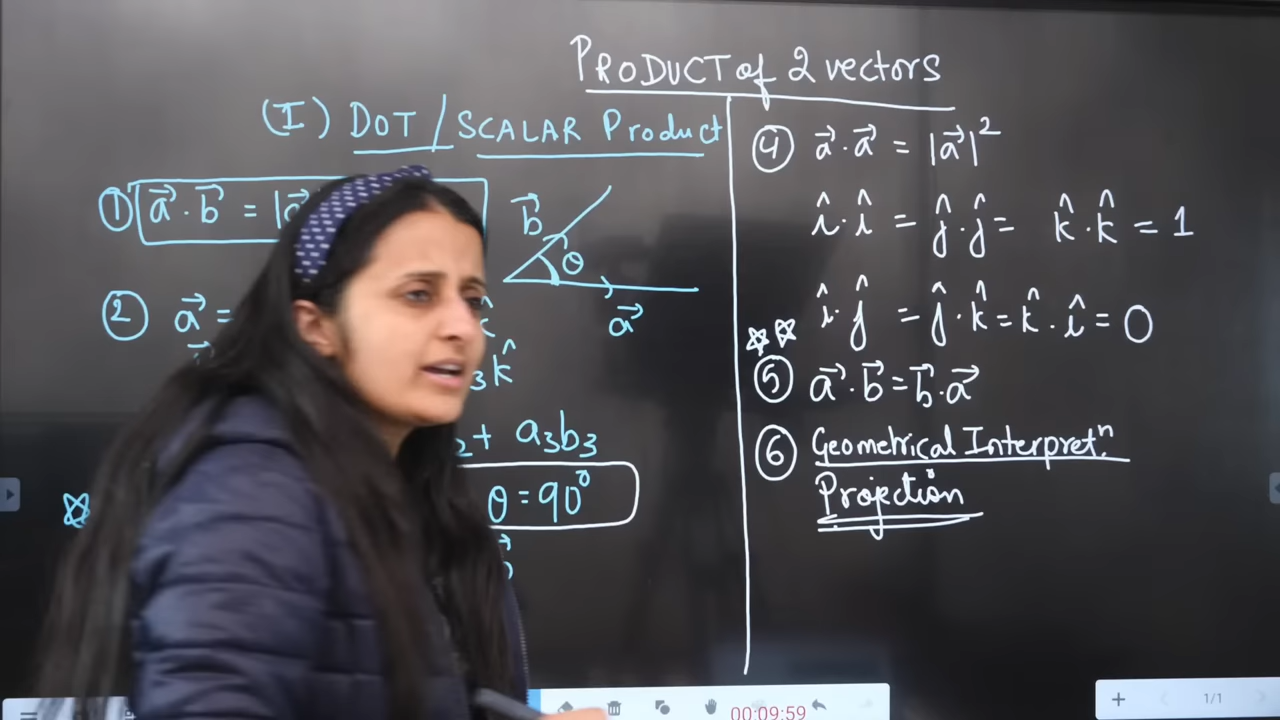 PRODUCT of 2 vectors
(I) DOT / SCALAR Product
① a⃗ · b⃗ = |a⃗
b⃗
θ
a⃗
② a⃗ =
k̂
₃k̂
₂ + a₃b₃
θ = 90°
④ a⃗ · a⃗ = |a⃗|²
î · î = ĵ · ĵ = k̂ · k̂ = 1
î · ĵ = ĵ · k̂ = k̂ · î = 0
☆☆
⑤ a⃗ · b⃗ = b⃗ · a⃗
⑥ Geometrical Interpretⁿ.
Projection
00:09:59
1/1